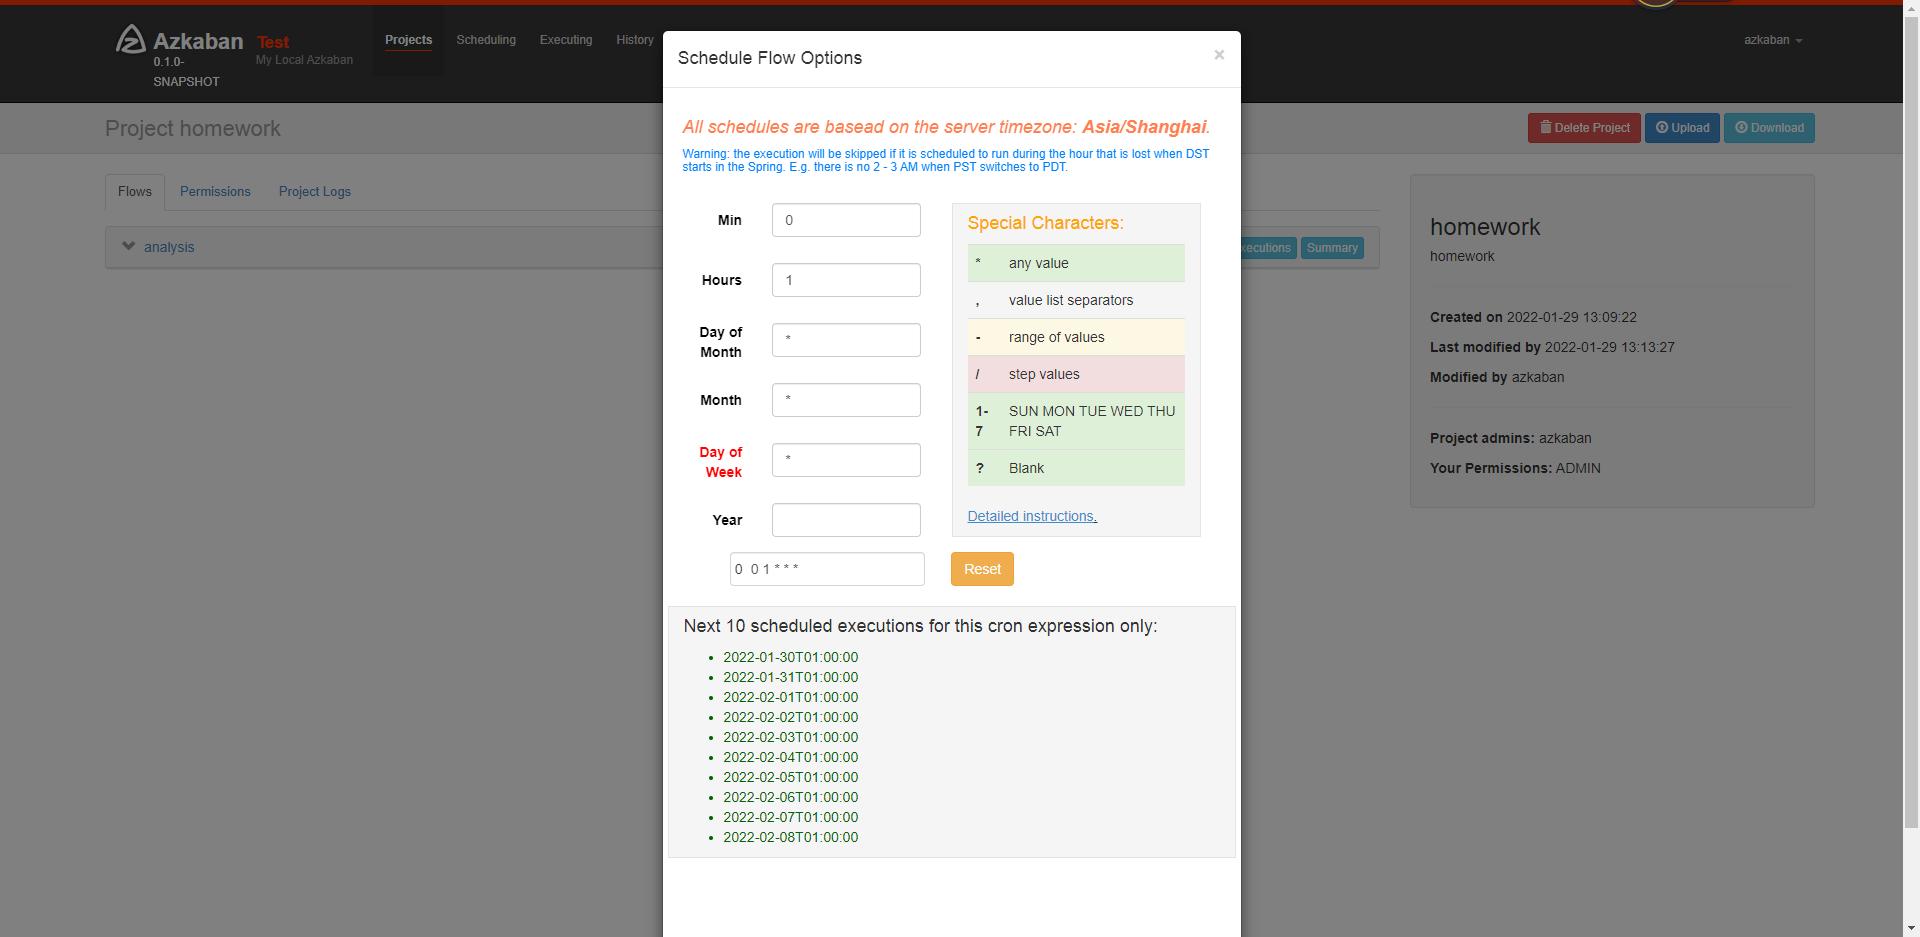 Azkaban
0.1.0-
SNAPSHOT
Test
My Local Azkaban
Projects
Scheduling
Executing
History
azkaban
Project homework
Delete Project
Upload
Download
Flows
Permissions
Project Logs
analysis
Summary
homework
homework
Created on 2022-01-29 13:09:22
Last modified by 2022-01-29 13:13:27
Modified by azkaban
Project admins: azkaban
Your Permissions: ADMIN
Schedule Flow Options
×
All schedules are basead on the server timezone: Asia/Shanghai.
Warning: the execution will be skipped if it is scheduled to run during the hour that is lost when DST
starts in the Spring. E.g. there is no 2 - 3 AM when PST switches to PDT.
Min
0
Hours
1
Day of
Month
*
Month
*
Day of
Week
*
Year
0 0 1 * * *
Reset
Special Characters:
* any value
, value list separators
- range of values
/ step values
1- SUN MON TUE WED THU
7 FRI SAT
? Blank
Detailed instructions.
Next 10 scheduled executions for this cron expression only:
2022-01-30T01:00:00
2022-01-31T01:00:00
2022-02-01T01:00:00
2022-02-02T01:00:00
2022-02-03T01:00:00
2022-02-04T01:00:00
2022-02-05T01:00:00
2022-02-06T01:00:00
2022-02-07T01:00:00
2022-02-08T01:00:00